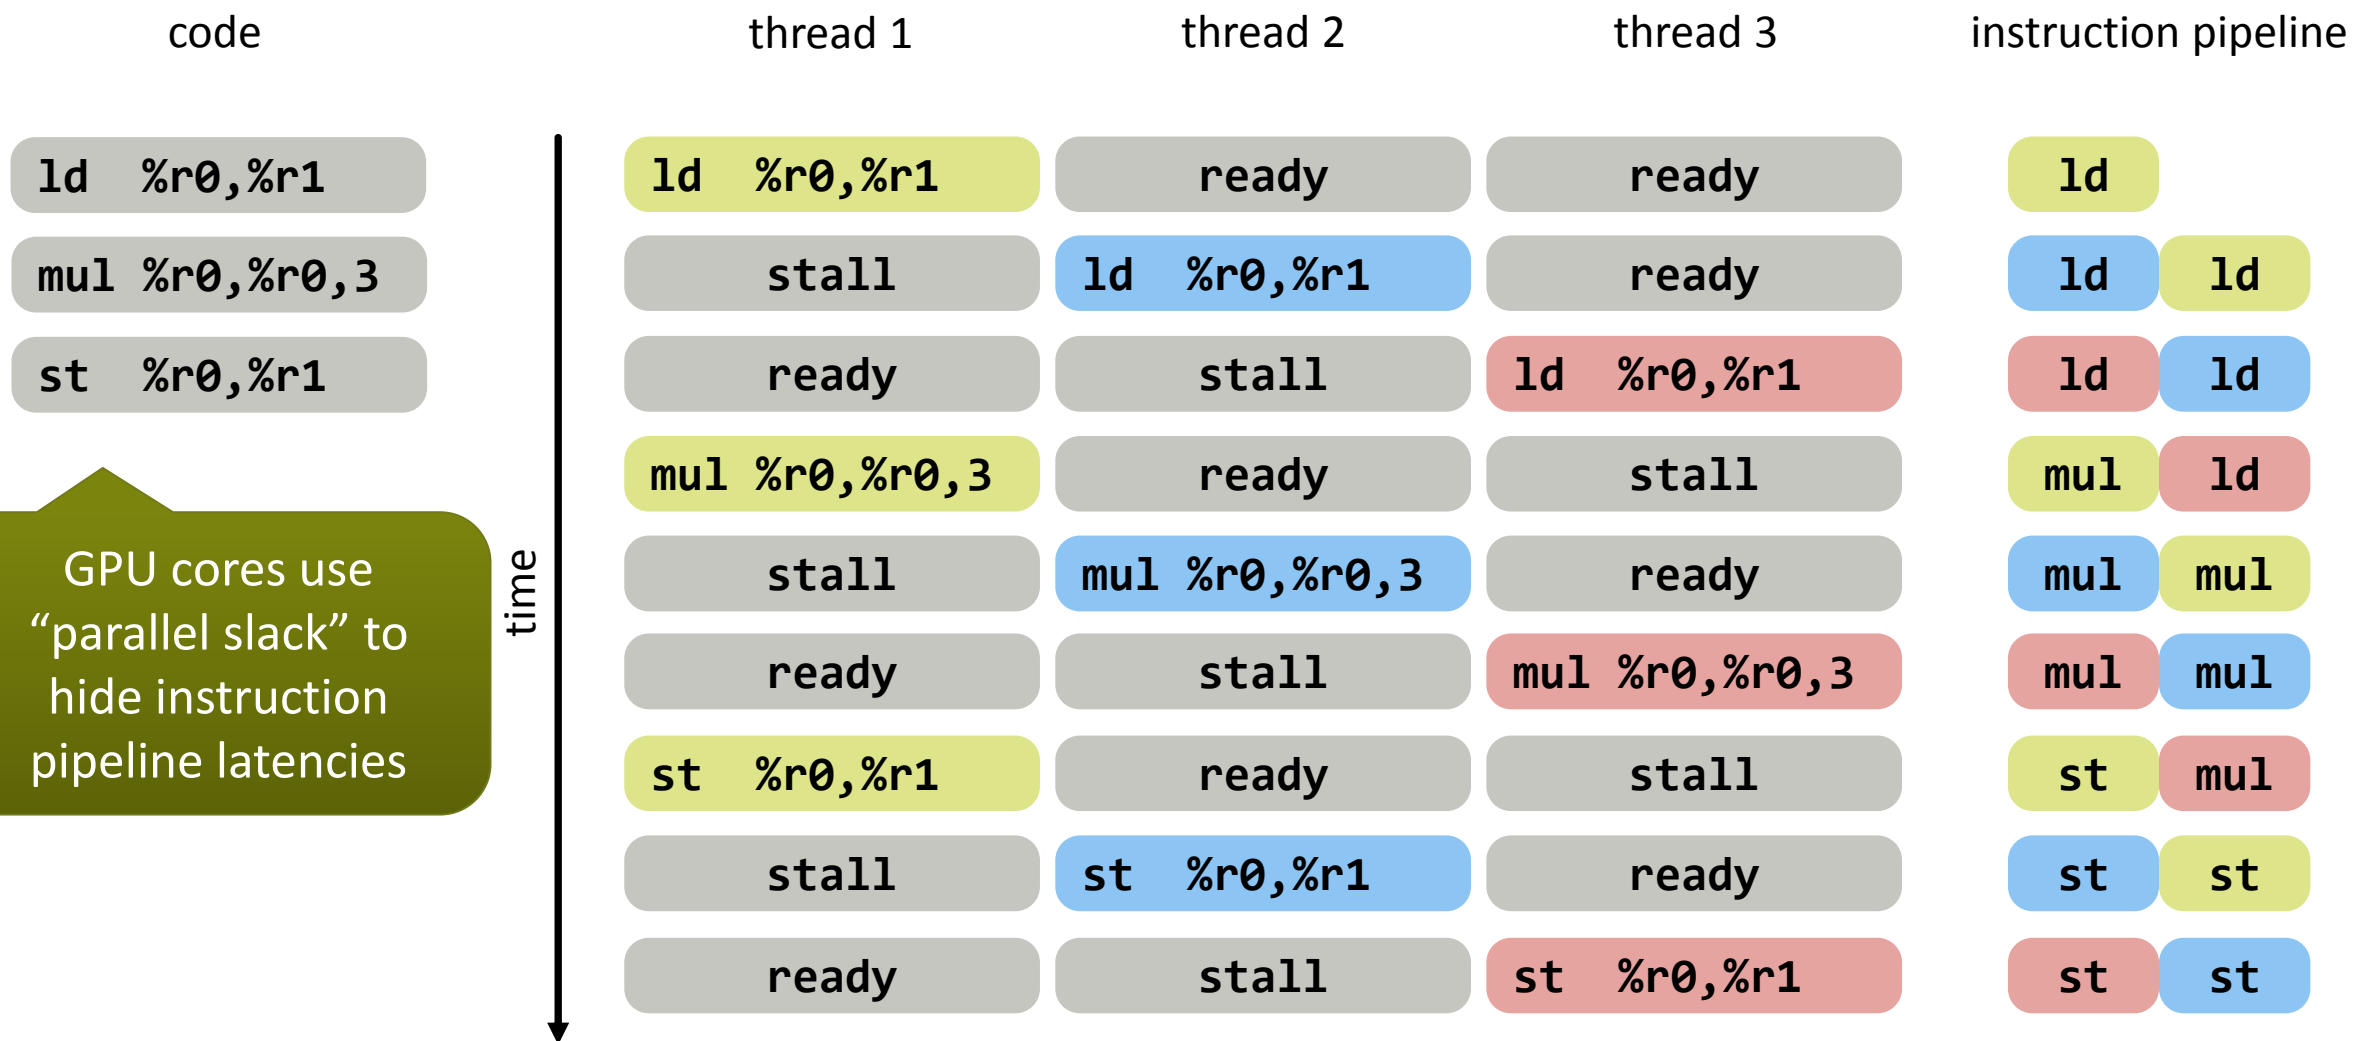 code thread 1 thread 2 thread 3 instruction pipeline
ld %r0,%r1 ld %r0,%r1 ready ready ld
mul %r0,%r0,3 stall ld %r0,%r1 ready ld ld
st %r0,%r1 ready stall ld %r0,%r1 ld ld
mul %r0,%r0,3 ready stall mul ld
GPU cores use
“parallel slack” to
hide instruction
pipeline latencies
time
stall mul %r0,%r0,3 ready mul mul
ready stall mul %r0,%r0,3 mul mul
st %r0,%r1 ready stall st mul
stall st %r0,%r1 ready st st
ready stall st %r0,%r1 st st